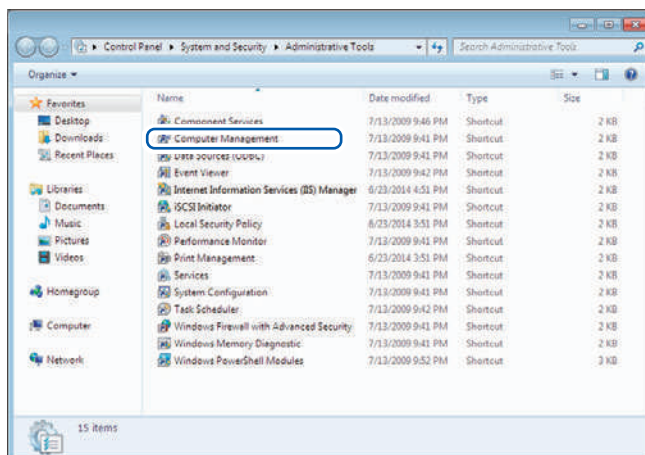 Control Panel ▸ System and Security ▸ Administrative Tools
Search Administrative Tools
Organize
Favorites
Desktop
Downloads
Recent Places
Libraries
Documents
Music
Pictures
Videos
Homegroup
Computer
Network
Name Date modified Type Size
Component Services 7/13/2009 9:46 PM Shortcut 2 KB
Computer Management 7/13/2009 9:41 PM Shortcut 2 KB
Data Sources (ODBC) 7/13/2009 9:41 PM Shortcut 2 KB
Event Viewer 7/13/2009 9:42 PM Shortcut 2 KB
Internet Information Services (IIS) Manager 6/23/2014 4:51 PM Shortcut 2 KB
iSCSI Initiator 7/13/2009 9:41 PM Shortcut 2 KB
Local Security Policy 6/23/2014 3:51 PM Shortcut 2 KB
Performance Monitor 7/13/2009 9:41 PM Shortcut 2 KB
Print Management 6/23/2014 3:51 PM Shortcut 2 KB
Services 7/13/2009 9:41 PM Shortcut 2 KB
System Configuration 7/13/2009 9:41 PM Shortcut 2 KB
Task Scheduler 7/13/2009 9:42 PM Shortcut 2 KB
Windows Firewall with Advanced Security 7/13/2009 9:41 PM Shortcut 2 KB
Windows Memory Diagnostic 7/13/2009 9:41 PM Shortcut 2 KB
Windows PowerShell Modules 7/13/2009 9:52 PM Shortcut 3 KB
15 items